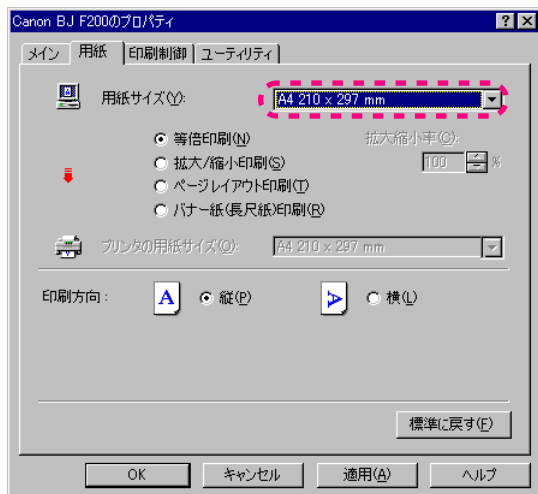 Canon BJ F200のプロパティ
メイン 用紙 印刷制御 ユーティリティ
用紙サイズ(Y): A4 210 x 297 mm
等倍印刷(N) 拡大縮小率(C):
拡大/縮小印刷(S) 100 %
ページレイアウト印刷(T)
バナー紙(長尺紙)印刷(R)
プリンタの用紙サイズ(O): A4 210 x 297 mm
印刷方向: A 縦(P) A 横(L)
標準に戻す(F)
OK キャンセル 適用(A) ヘルプ